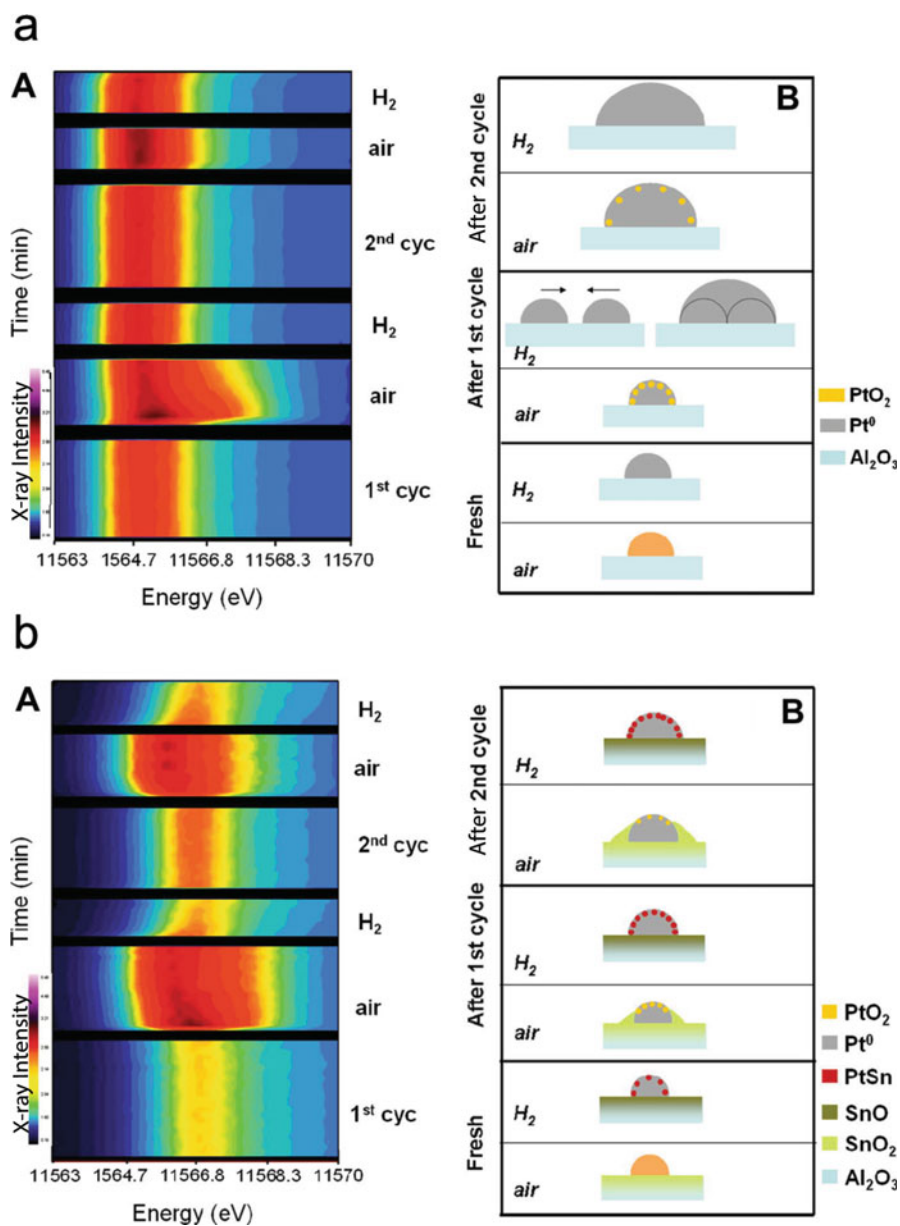 a
A
H2
air
2nd cyc
H2
air
1st cyc
Time (min)
X-ray Intensity
11563 1564.7 11566.8 11568.3 11570
Energy (eV)
B
After 2nd cycle
H2
air
After 1st cycle
H2
air
Fresh
H2
air
PtO2
Pt0
Al2O3
b
A
H2
air
2nd cyc
H2
air
1st cyc
Time (min)
X-ray Intensity
11563 11564.7 11566.8 11568.3 11570
Energy (eV)
B
After 2nd cycle
H2
air
After 1st cycle
H2
air
Fresh
H2
air
PtO2
Pt0
PtSn
SnO
SnO2
Al2O3